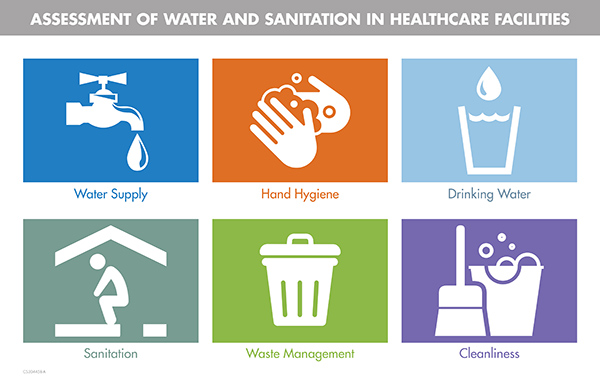 ASSESSMENT OF WATER AND SANITATION IN HEALTHCARE FACILITIES
Water Supply
Hand Hygiene
Drinking Water
Sanitation
Waste Management
Cleanliness